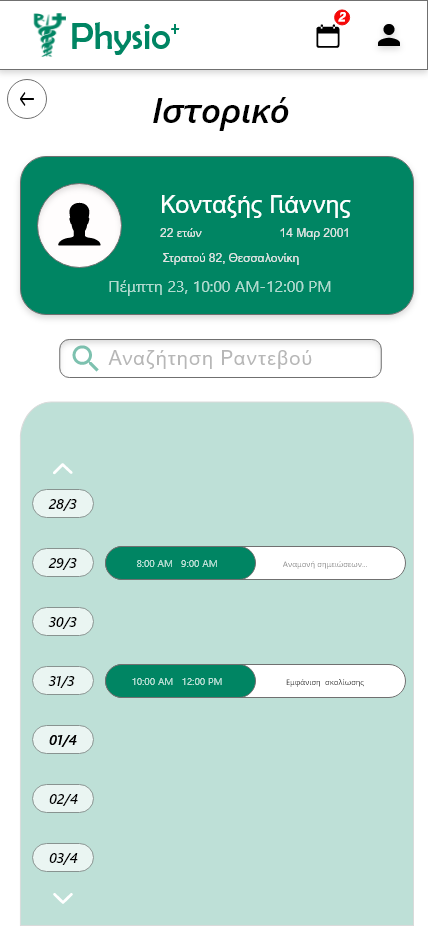 Physio+
2
Ιστορικό
Κονταξής Γιάννης
22 ετών 14 Μαρ 2001
Στρατού 82, Θεσσαλονίκη
Πέμπτη 23, 10:00 AM-12:00 PM
Αναζήτηση Ραντεβού
28/3
29/3 8:00 AM 9:00 AM Αναμονή σημειώσεων...
30/3
31/3 10:00 AM 12:00 PM Εμφάνιση σκολίωσης
01/4
02/4
03/4